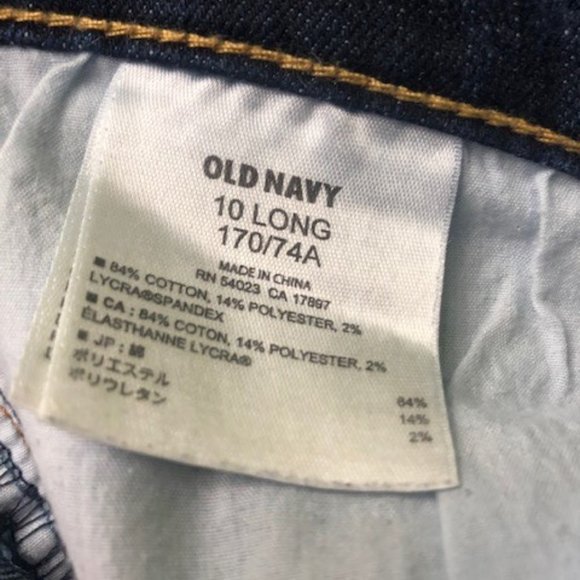 OLD NAVY
10 LONG
170/74A
MADE IN CHINA
RN 54023 CA 17897
■ 84% COTTON, 14% POLYESTER, 2%
LYCRA®SPANDEX
■ CA : 84% COTON, 14% POLYESTER, 2%
ÉLASTHANNE LYCRA®
■ JP : 綿 84%
ポリエステル 14%
ポリウレタン 2%